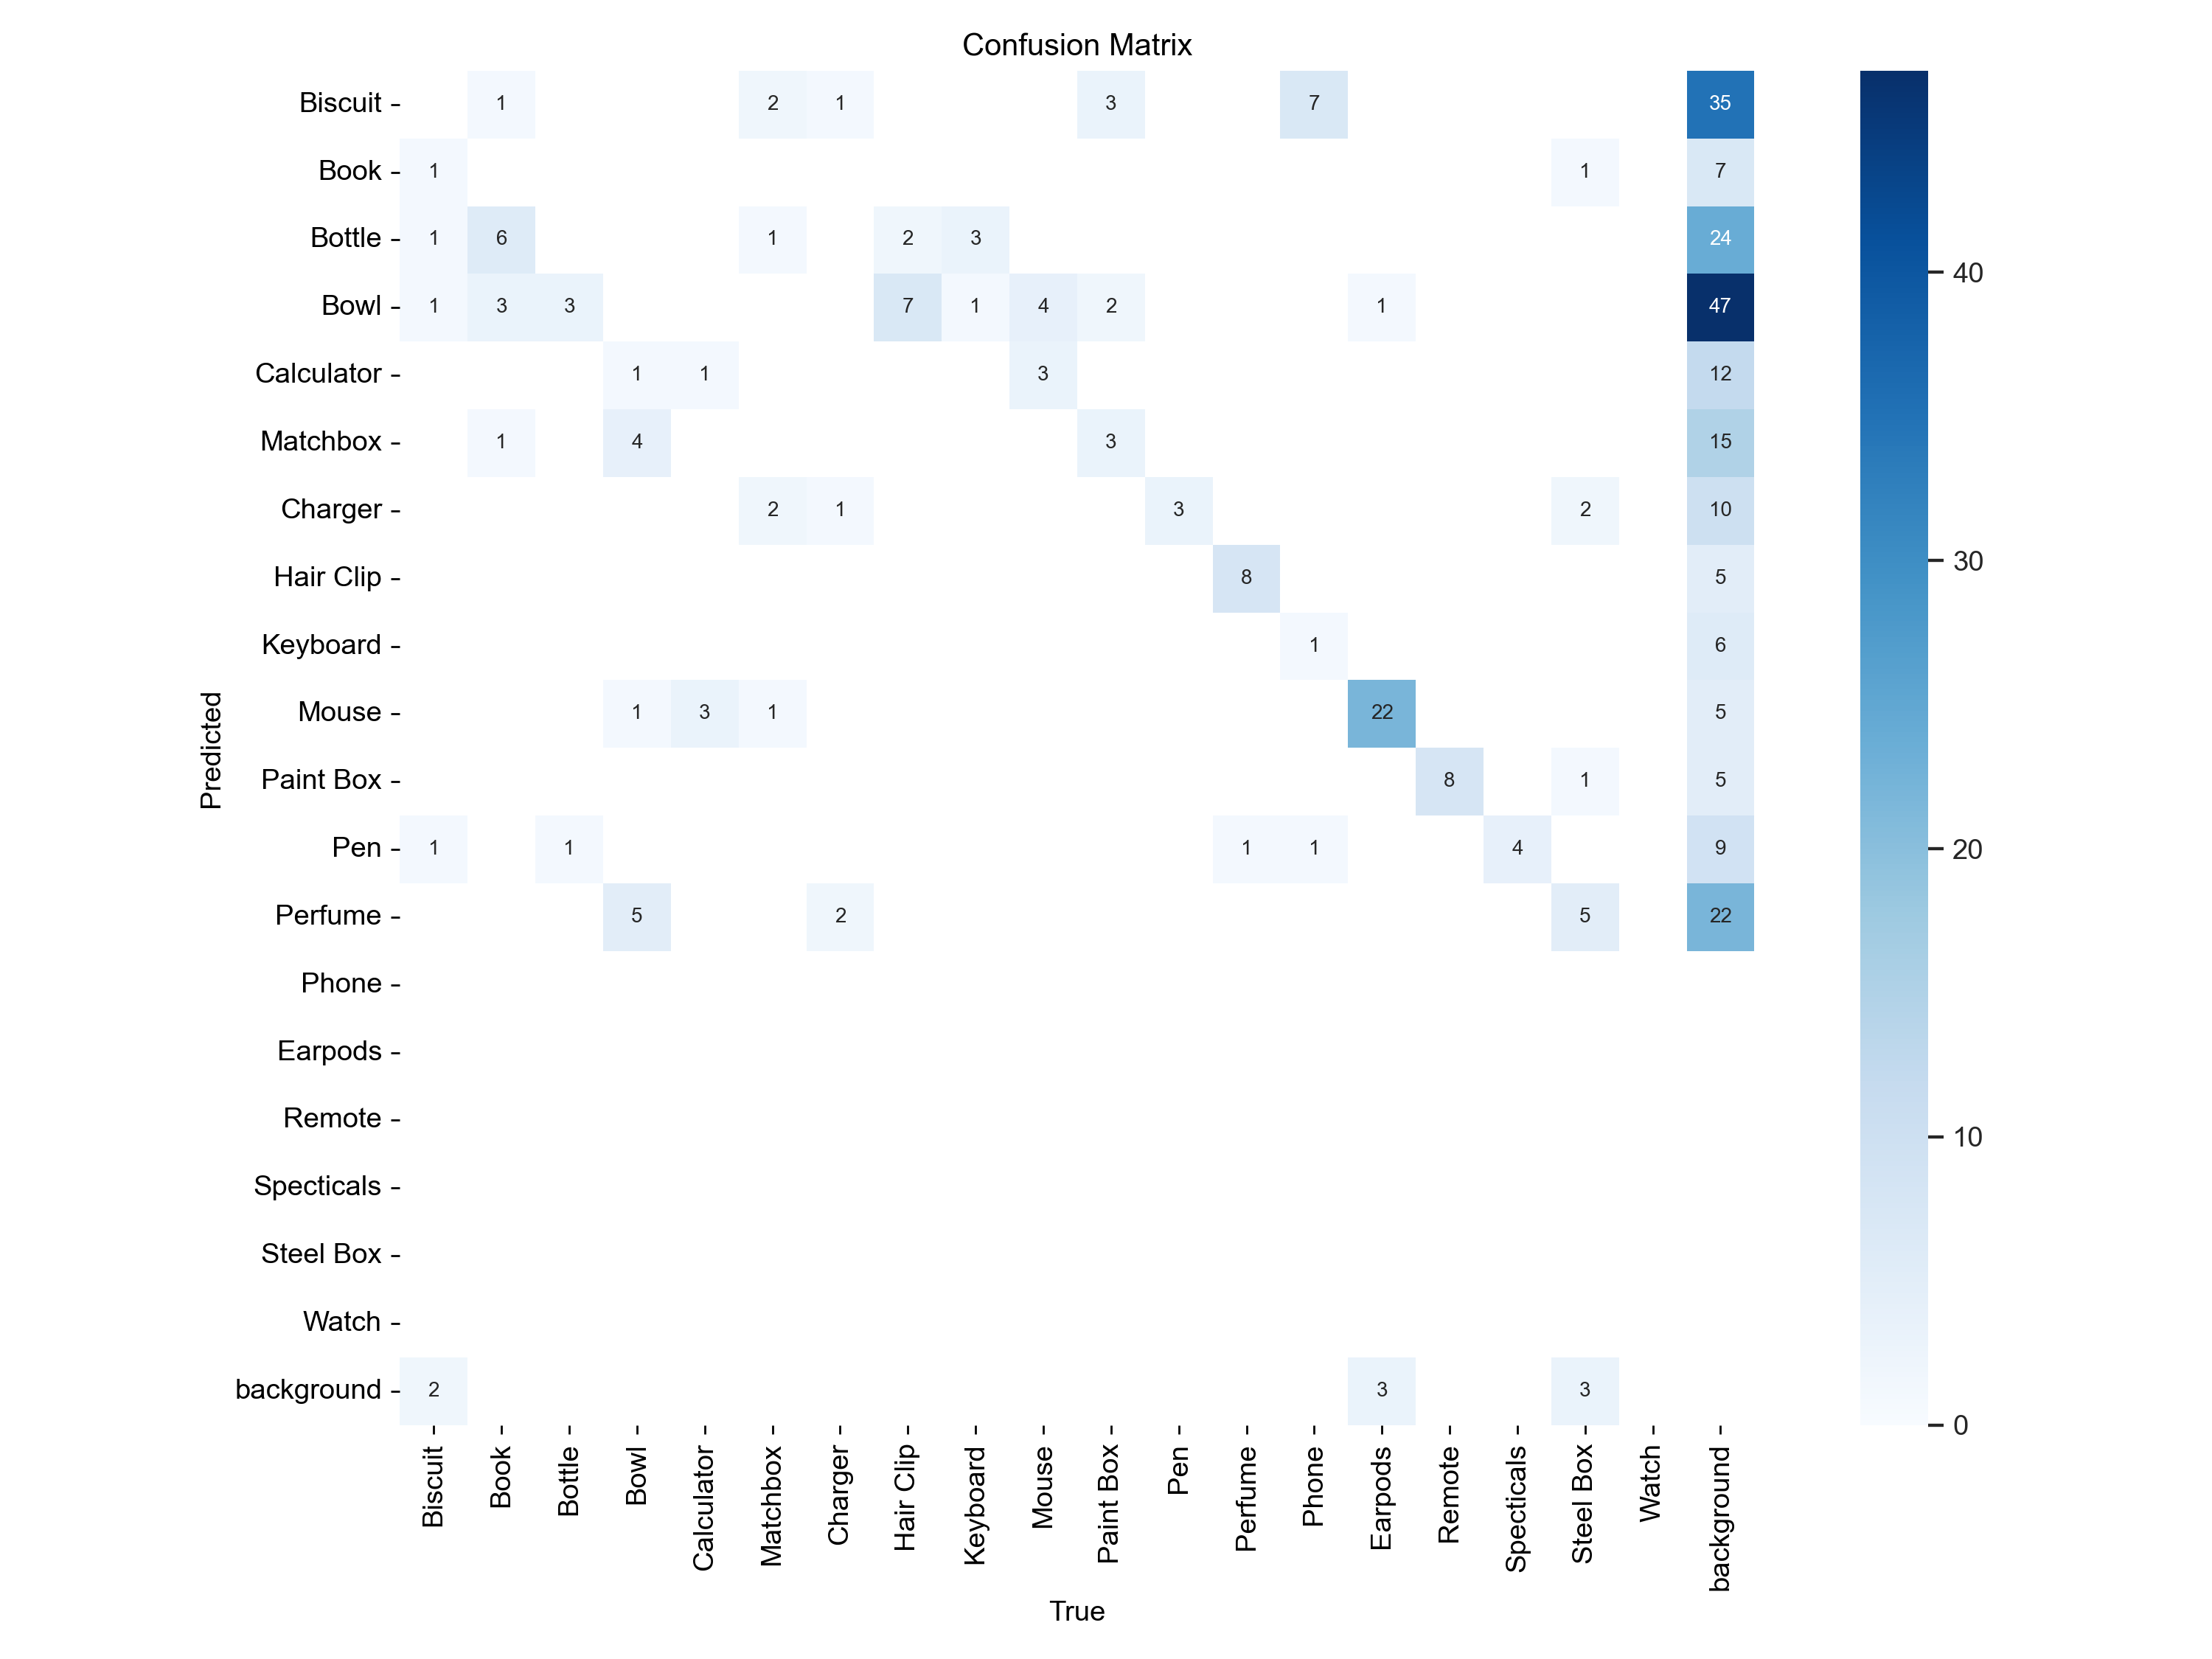 Confusion Matrix
Biscuit 1 2 1 3 7 35
Book 1 1 7
Bottle 1 6 1 2 3 24
Bowl 1 3 3 7 1 4 2 1 47
Calculator 1 1 3 12
Matchbox 1 4 3 15
Charger 2 1 3 2 10
Hair Clip 8 5
Keyboard 1 6
Mouse 1 3 1 22 5
Paint Box 8 1 5
Pen 1 1 1 1 4 9
Perfume 5 2 5 22
Phone
Earpods
Remote
Specticals
Steel Box
Watch
background 2 3 3
Predicted
Biscuit Book Bottle Bowl Calculator Matchbox Charger Hair Clip Keyboard Mouse Paint Box Pen Perfume Phone Earpods Remote Specticals Steel Box Watch background
True
40
30
20
10
0